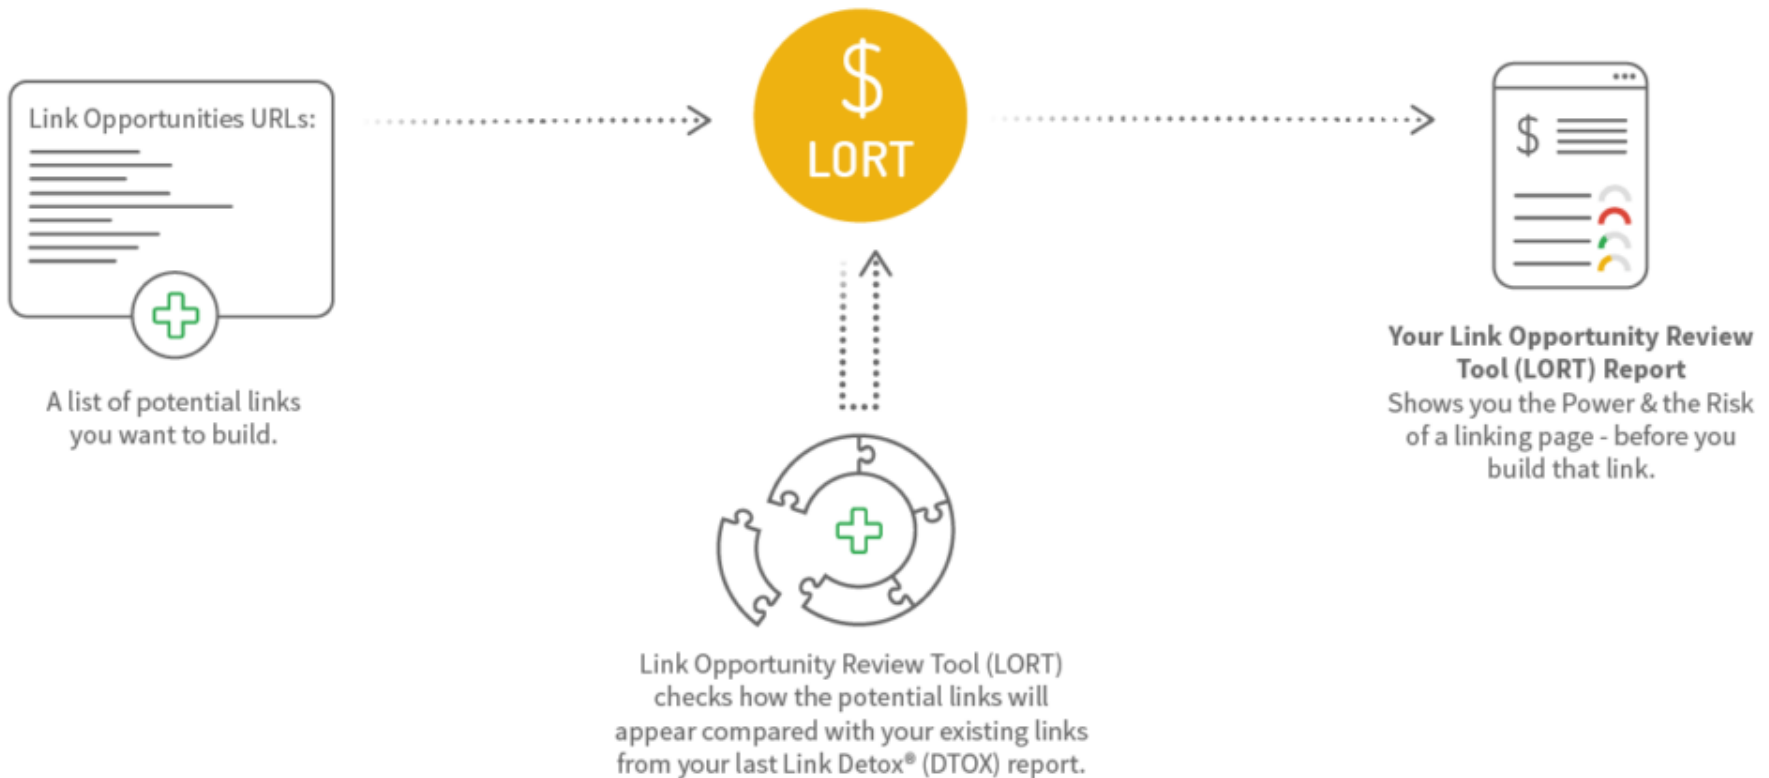 Link Opportunities URLs:
A list of potential links
you want to build.
$
LORT
Link Opportunity Review Tool (LORT)
checks how the potential links will
appear compared with your existing links
from your last Link Detox® (DTOX) report.
$
Your Link Opportunity Review
Tool (LORT) Report
Shows you the Power & the Risk
of a linking page - before you
build that link.